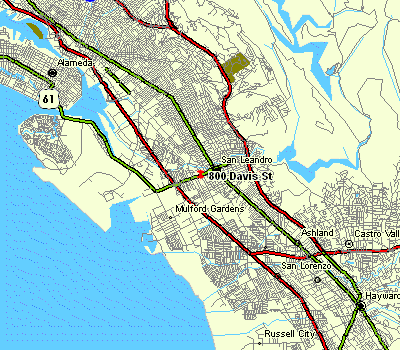 Alameda
61
San Leandro
800 Davis St
Mulford Gardens
Ashland
Castro Vall
San Lorenzo
Hayward
Russell City